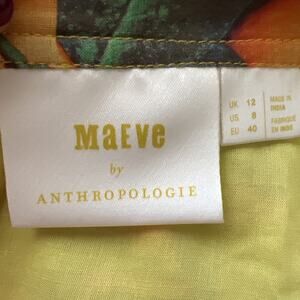 MAEVE
by
ANTHROPOLOGIE
UK 12
US 8
EU 40
MADE IN
INDIA
FABRIQUÉ
EN INDE